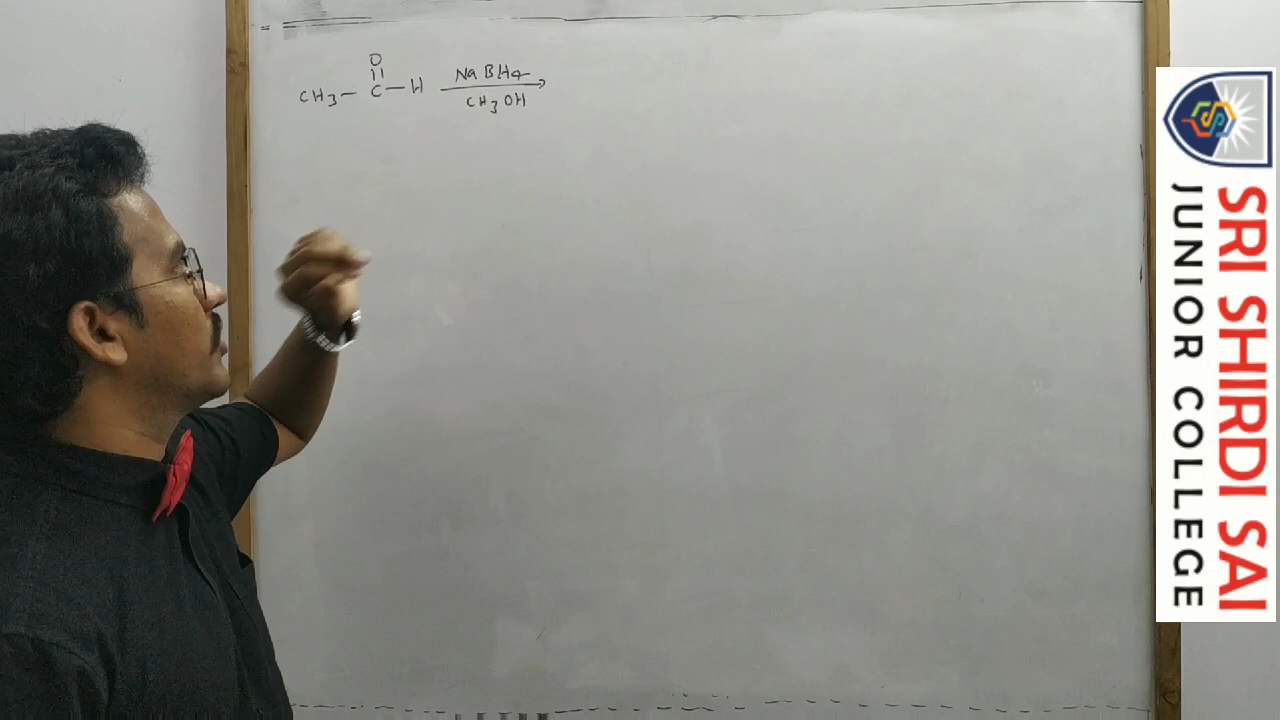 O
||
CH3 — C — H NaBH4
CH3OH
SRI SHIRDI SAI
JUNIOR COLLEGE